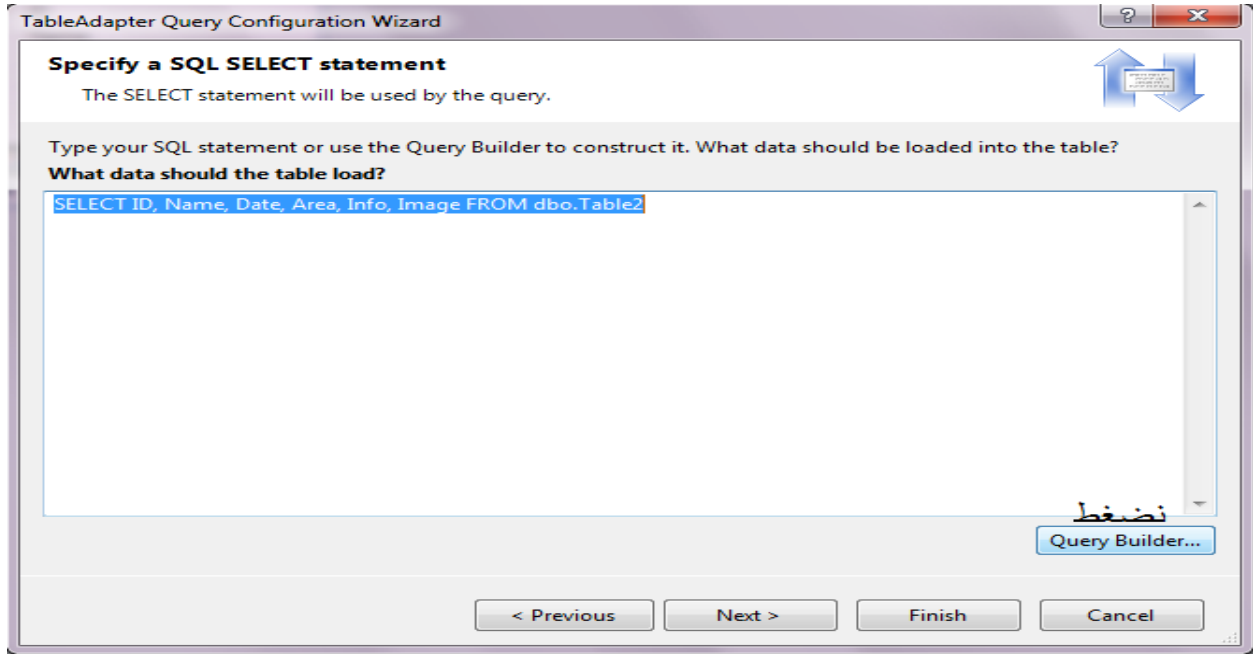 TableAdapter Query Configuration Wizard
Specify a SQL SELECT statement
The SELECT statement will be used by the query.
Type your SQL statement or use the Query Builder to construct it. What data should be loaded into the table?
What data should the table load?
SELECT ID, Name, Date, Area, Info, Image FROM dbo.Table2
نضغط
Query Builder...
< Previous Next > Finish Cancel